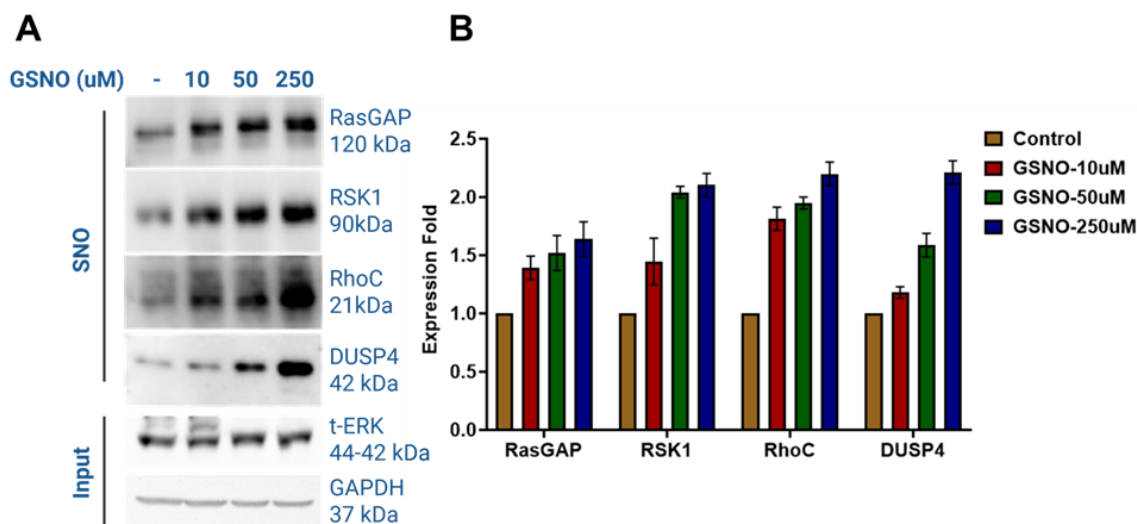 A
GSNO (uM) - 10 50 250
RasGAP
120 kDa
RSK1
90kDa
RhoC
21kDa
DUSP4
42 kDa
t-ERK
44-42 kDa
GAPDH
37 kDa
SNO
Input
B
Expression Fold
2.5
2.0
1.5
1.0
0.5
0.0
RasGAP RSK1 RhoC DUSP4
Control
GSNO-10uM
GSNO-50uM
GSNO-250uM